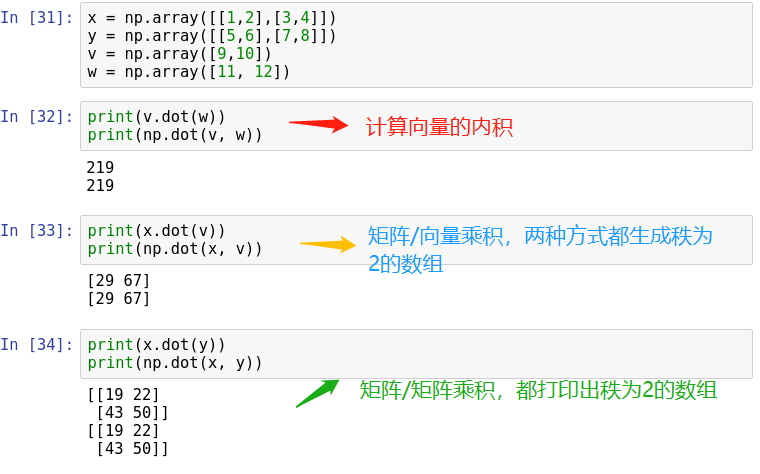 In [31]: x = np.array([[1,2],[3,4]])
y = np.array([[5,6],[7,8]])
v = np.array([9,10])
w = np.array([11, 12])
In [32]: print(v.dot(w))
print(np.dot(v, w))
计算向量的内积
219
219
In [33]: print(x.dot(v))
print(np.dot(x, v))
矩阵/向量乘积，两种方式都生成秩为
2的数组
[29 67]
[29 67]
In [34]: print(x.dot(y))
print(np.dot(x, y))
矩阵/矩阵乘积，都打印出秩为2的数组
[[19 22]
[43 50]]
[[19 22]
[43 50]]